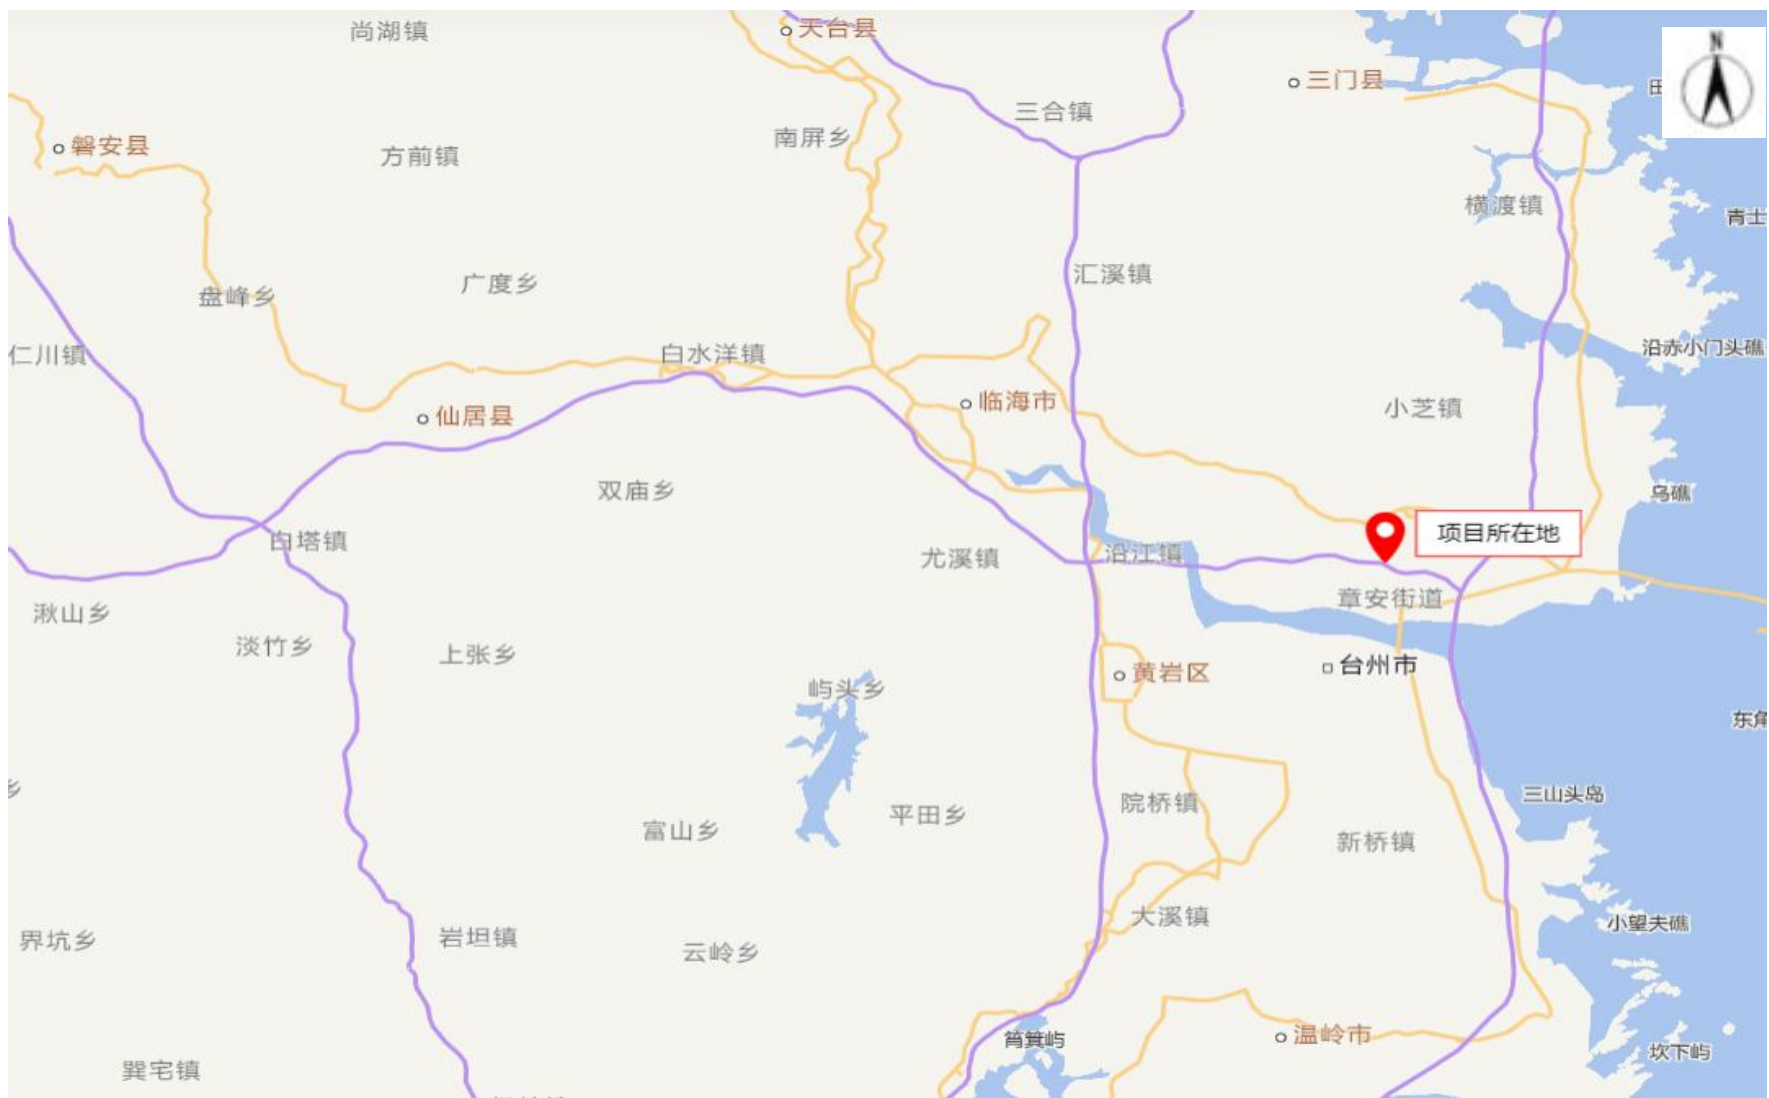 尚湖镇
天台县
N
三门县
田
三合镇
南屏乡
磐安县
方前镇
横渡镇
青士
汇溪镇
广度乡
盘峰乡
仁川镇
白水洋镇
沿赤小门头礁
仙居县
临海市
小芝镇
双庙乡
乌礁
项目所在地
白塔镇
尤溪镇
沿江镇
章安街道
湫山乡
淡竹乡
上张乡
台州市
黄岩区
屿头乡
东角
乡
三山头岛
院桥镇
平田乡
富山乡
新桥镇
大溪镇
小望夫礁
界坑乡
岩坦镇
云岭乡
温岭市
筲箕屿
坎下屿
巽宅镇